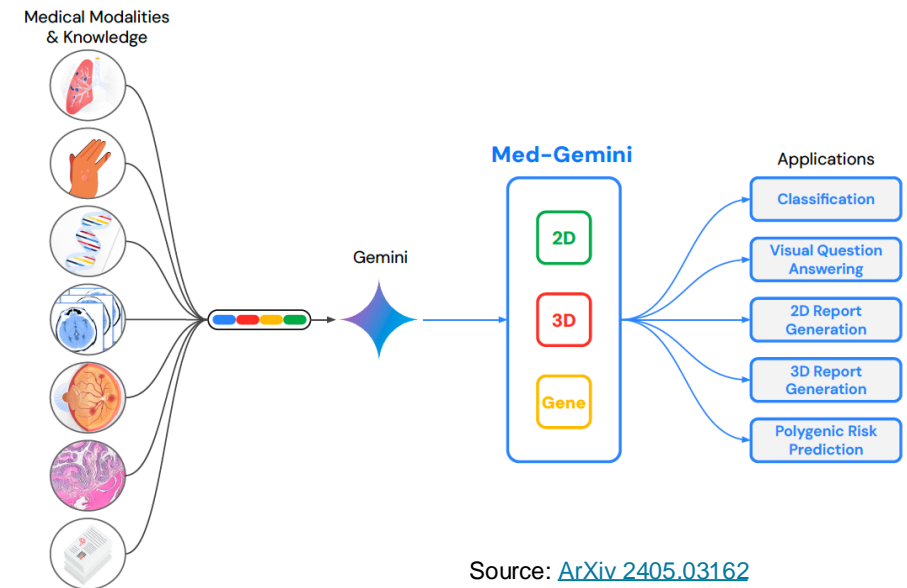 Medical Modalities
& Knowledge
Gemini
Med-Gemini
2D
3D
Gene
Applications
Classification
Visual Question
Answering
2D Report
Generation
3D Report
Generation
Polygenic Risk
Prediction
Source: ArXiv 2405.03162